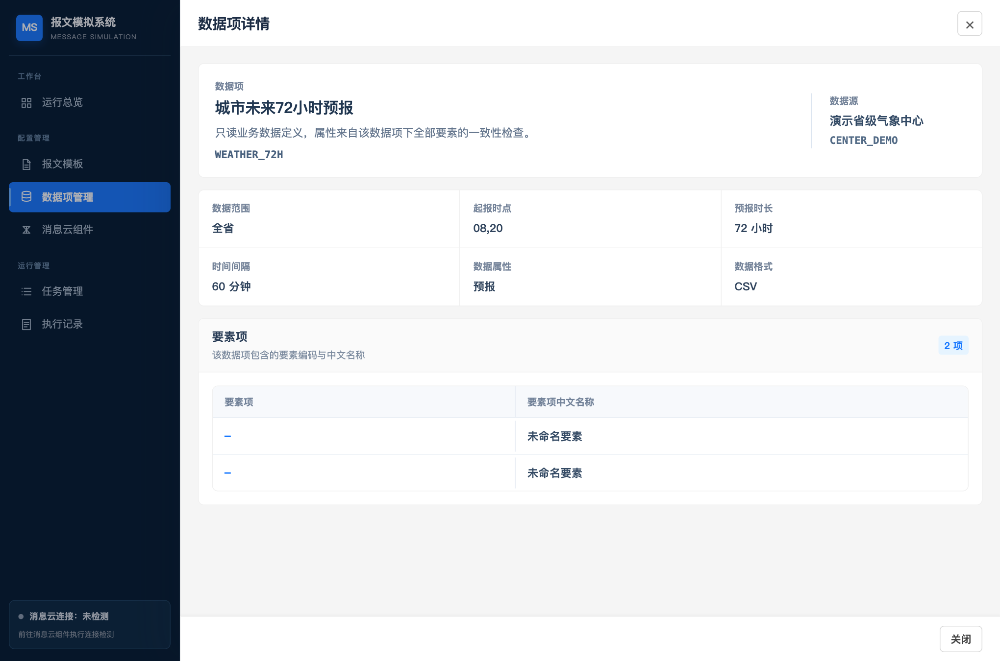 MS
报文模拟系统
MESSAGE SIMULATION
工作台
运行总览
配置管理
报文模板
数据项管理
消息云组件
运行管理
任务管理
执行记录
消息云连接：未检测
前往消息云组件执行连接检测
数据项详情
数据项
城市未来72小时预报
只读业务数据定义，属性来自该数据项下全部要素的一致性检查。
WEATHER_72H
数据源
演示省级气象中心
CENTER_DEMO
数据范围
全省
起报时点
08,20
预报时长
72 小时
时间间隔
60 分钟
数据属性
预报
数据格式
CSV
要素项
该数据项包含的要素编码与中文名称
2 项
要素项
要素项中文名称
–
未命名要素
–
未命名要素
关闭